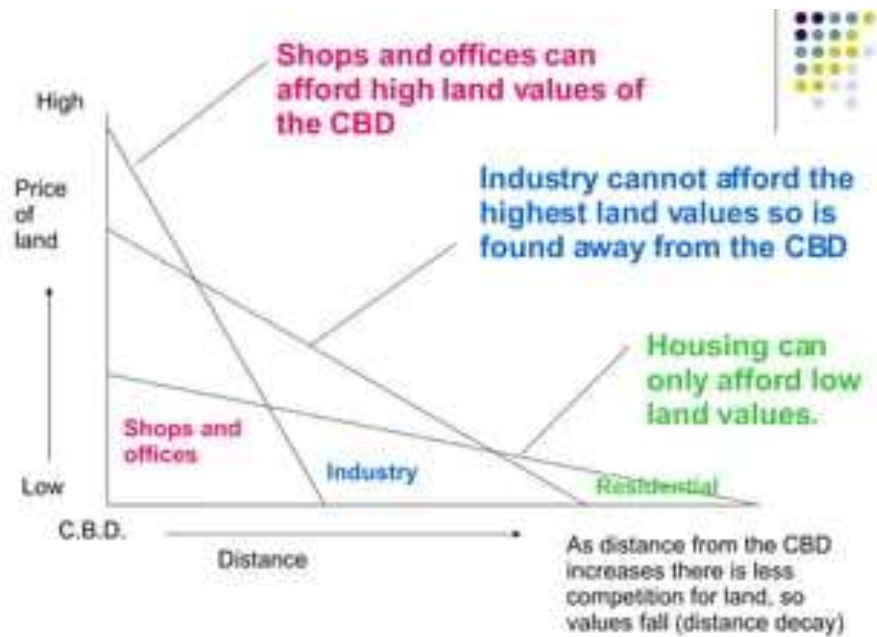 Shops and offices can
afford high land values of
the CBD
High
Industry cannot afford the
highest land values so is
found away from the CBD
Price
of
land
Housing can
only afford low
land values.
Shops and
offices
Industry
Residential
Low
C.B.D.
Distance
As distance from the CBD
increases there is less
competition for land, so
values fall (distance decay)